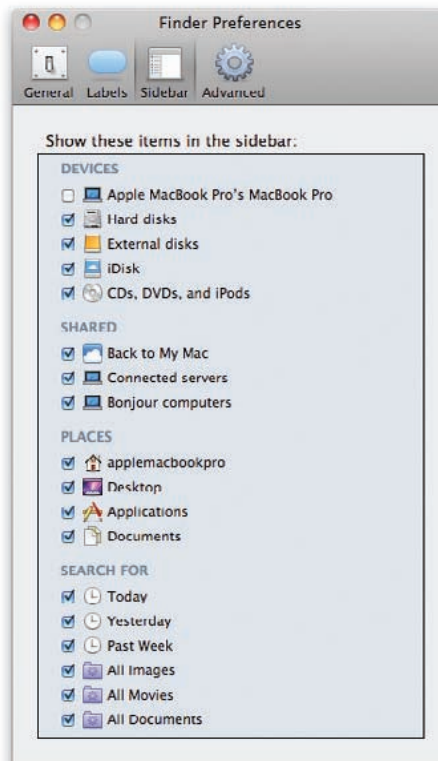 Finder Preferences
General Labels Sidebar Advanced
Show these items in the sidebar:
DEVICES
Apple MacBook Pro's MacBook Pro
Hard disks
External disks
iDisk
CDs, DVDs, and iPods
SHARED
Back to My Mac
Connected servers
Bonjour computers
PLACES
applemacbookpro
Desktop
Applications
Documents
SEARCH FOR
Today
Yesterday
Past Week
All Images
All Movies
All Documents